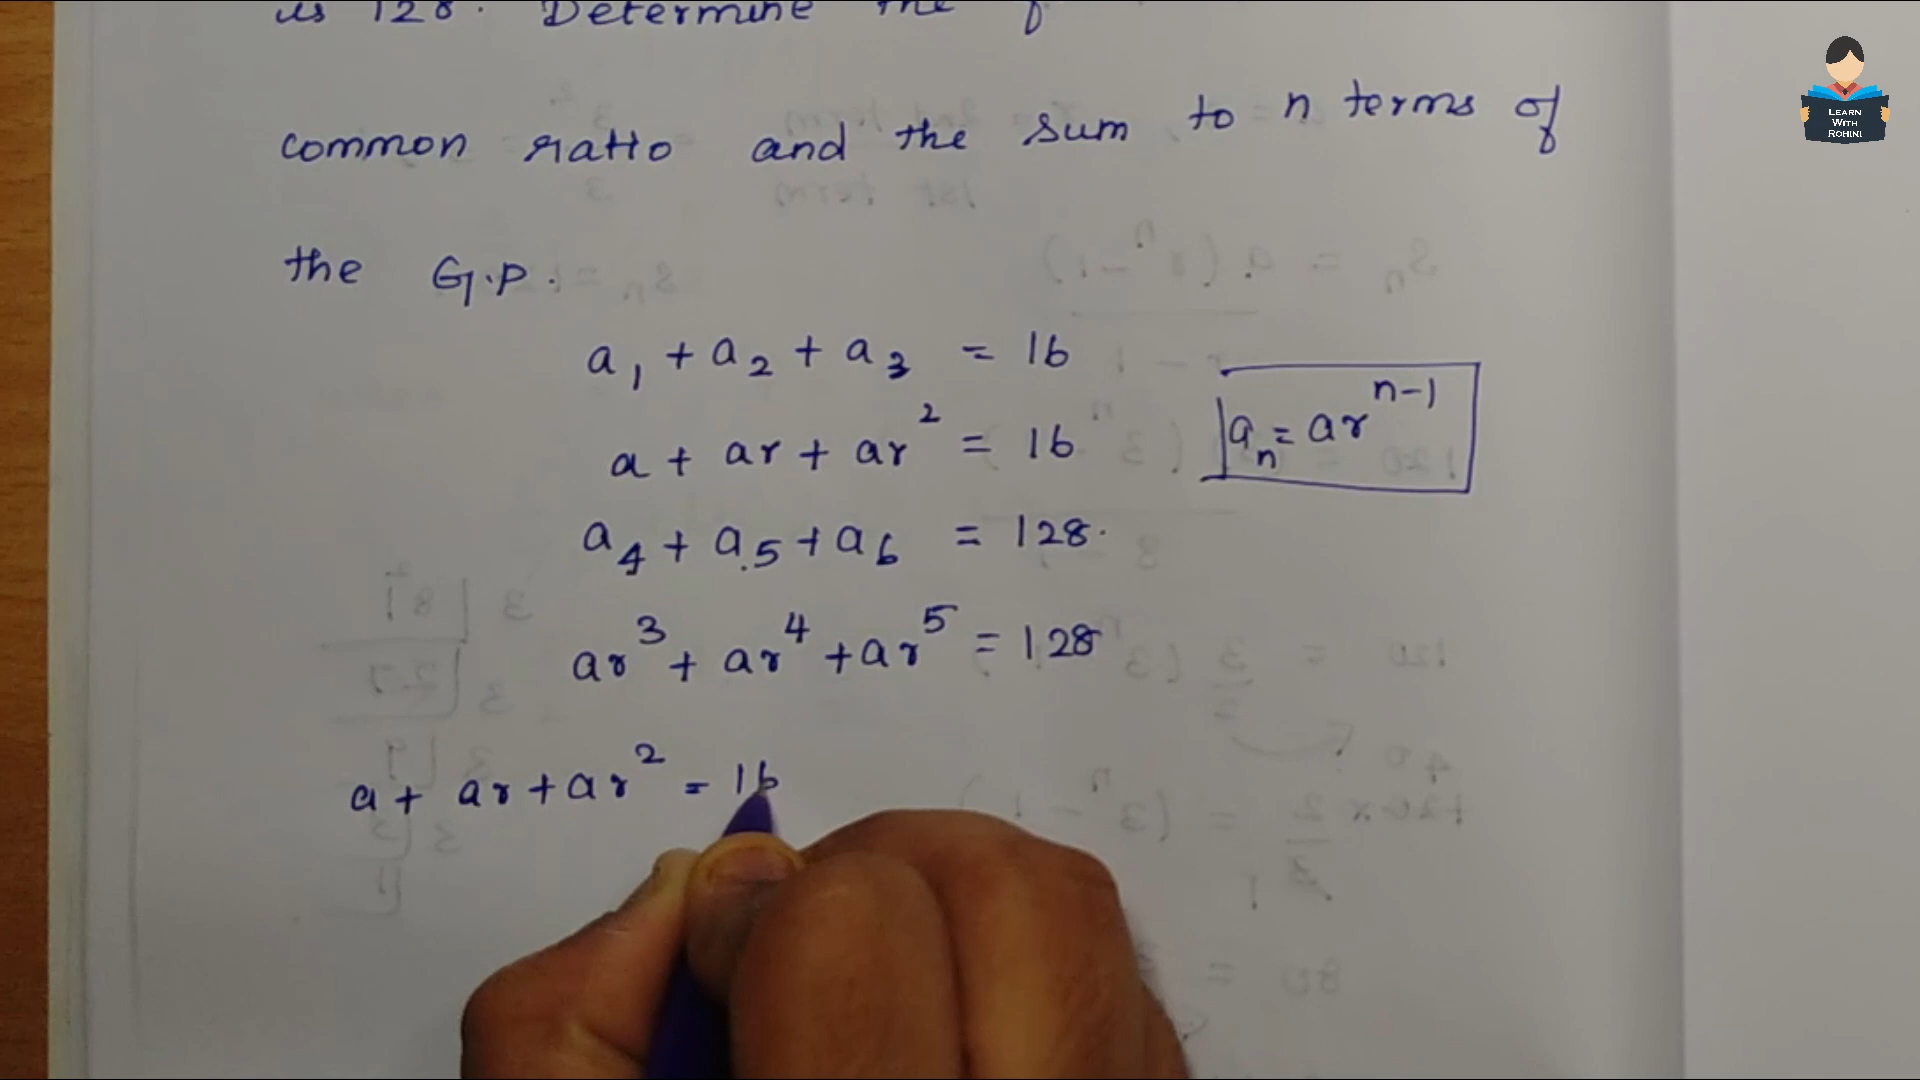 is 128. Determine the
common ratio and the sum to n terms of
the G.P.
a₁ + a₂ + a₃ = 16
a + ar + ar² = 16
aₙ = arⁿ⁻¹
a₄ + a₅ + a₆ = 128.
ar³ + ar⁴ + ar⁵ = 128
a + ar + ar² = 16
LEARN
WITH
ROHINI